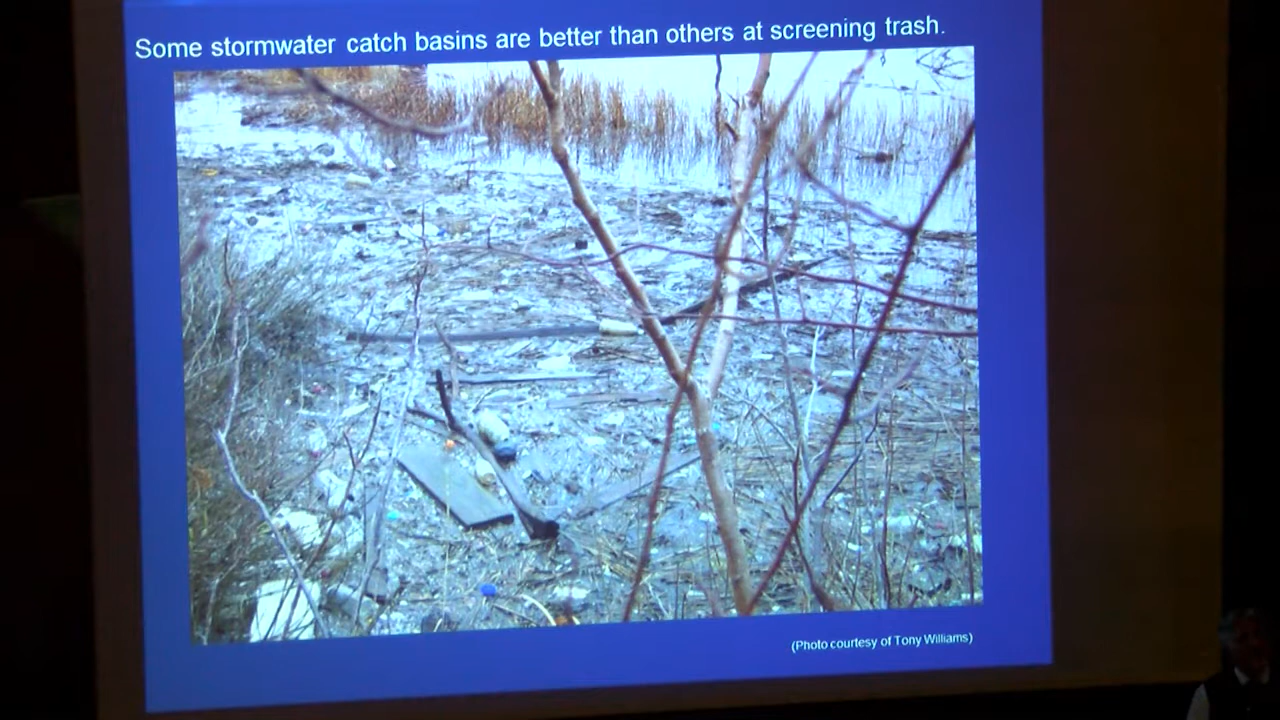 Some stormwater catch basins are better than others at screening trash.
(Photo courtesy of Tony Williams)